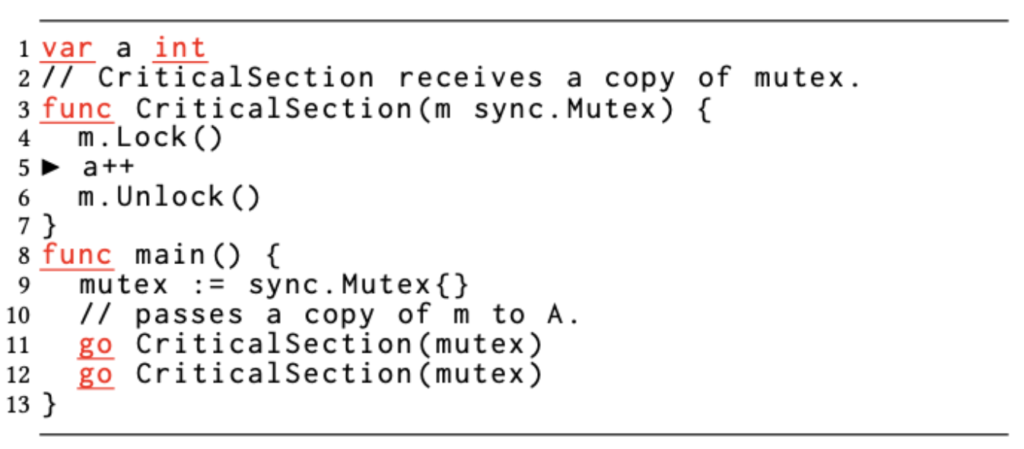 1 var a int
2 // CriticalSection receives a copy of mutex.
3 func CriticalSection(m sync.Mutex) {
4 m.Lock()
5 ► a++
6 m.Unlock()
7 }
8 func main() {
9 mutex := sync.Mutex{}
10 // passes a copy of m to A.
11 go CriticalSection(mutex)
12 go CriticalSection(mutex)
13 }